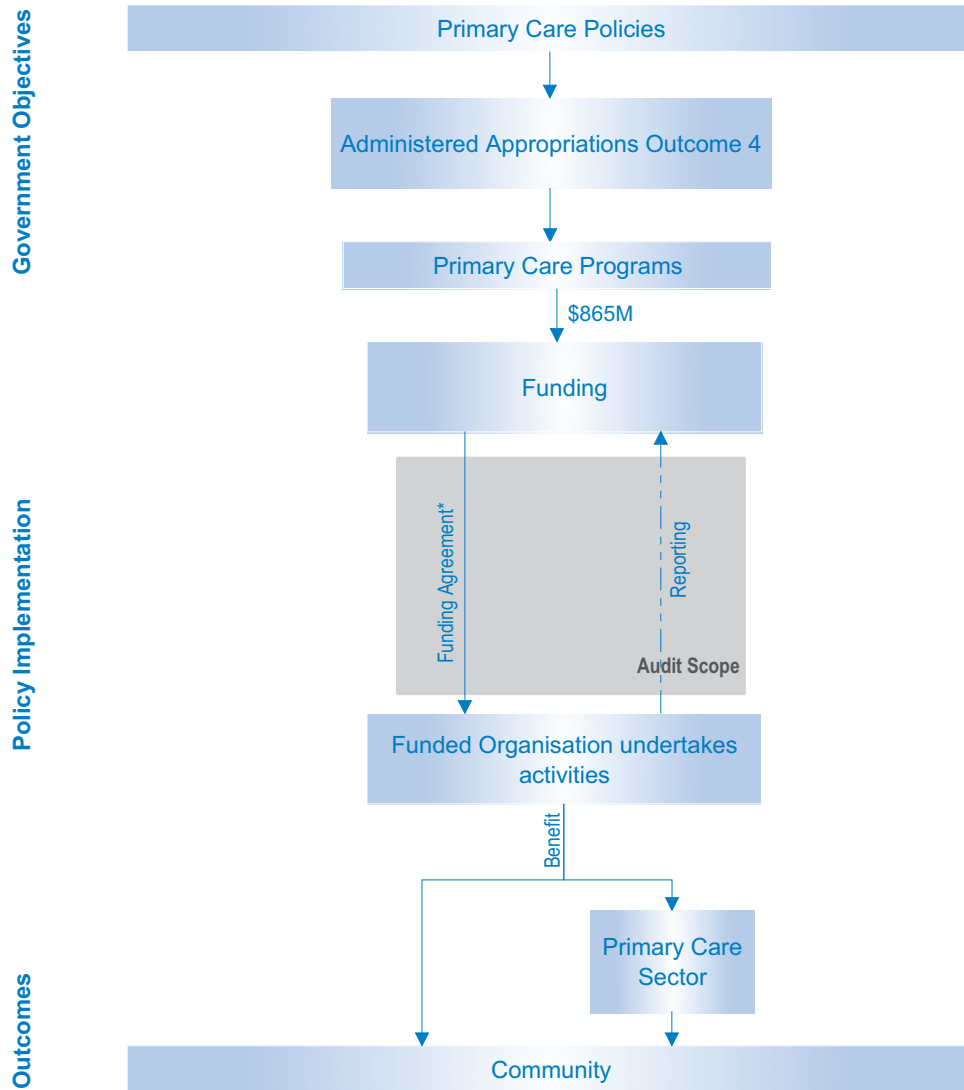 Government Objectives
Primary Care Policies
Administered Appropriations Outcome 4
Primary Care Programs
$865M
Funding
Policy Implementation
Funding Agreement*
Reporting
Audit Scope
Funded Organisation undertakes
activities
Benefit
Primary Care
Sector
Outcomes
Community